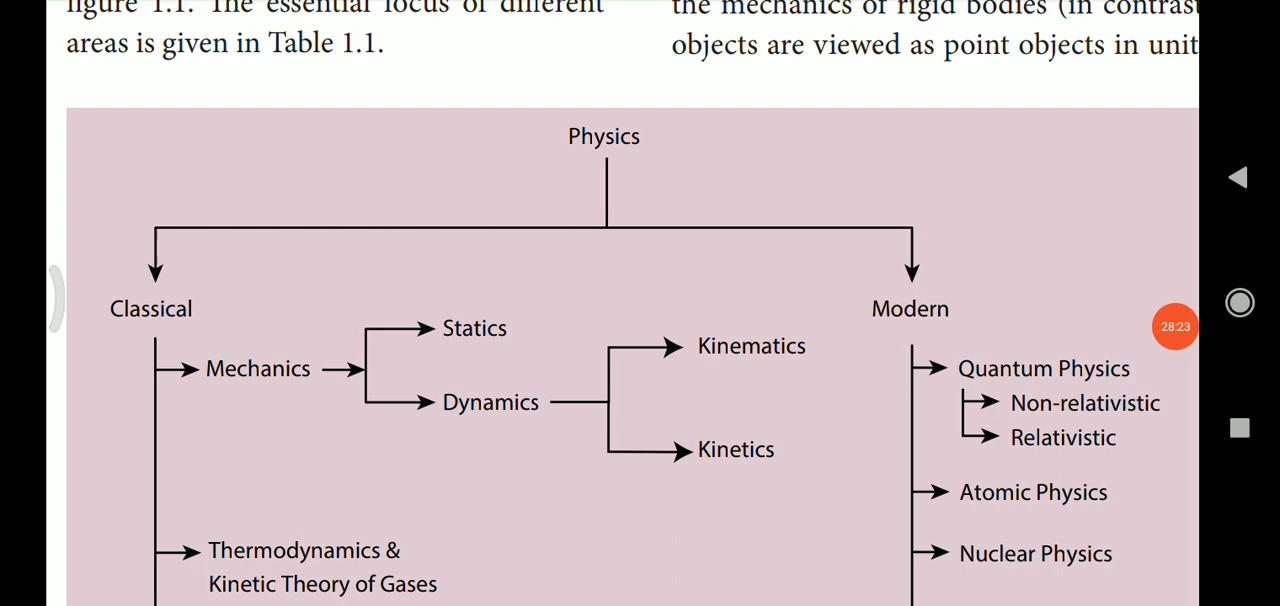 figure 1.1. The essential focus of different
areas is given in Table 1.1.
the mechanics of rigid bodies (in contrast
objects are viewed as point objects in unit
Physics
Classical
Mechanics
Statics
Dynamics
Kinematics
Kinetics
Thermodynamics &
Kinetic Theory of Gases
Modern
Quantum Physics
Non-relativistic
Relativistic
Atomic Physics
Nuclear Physics
28:23